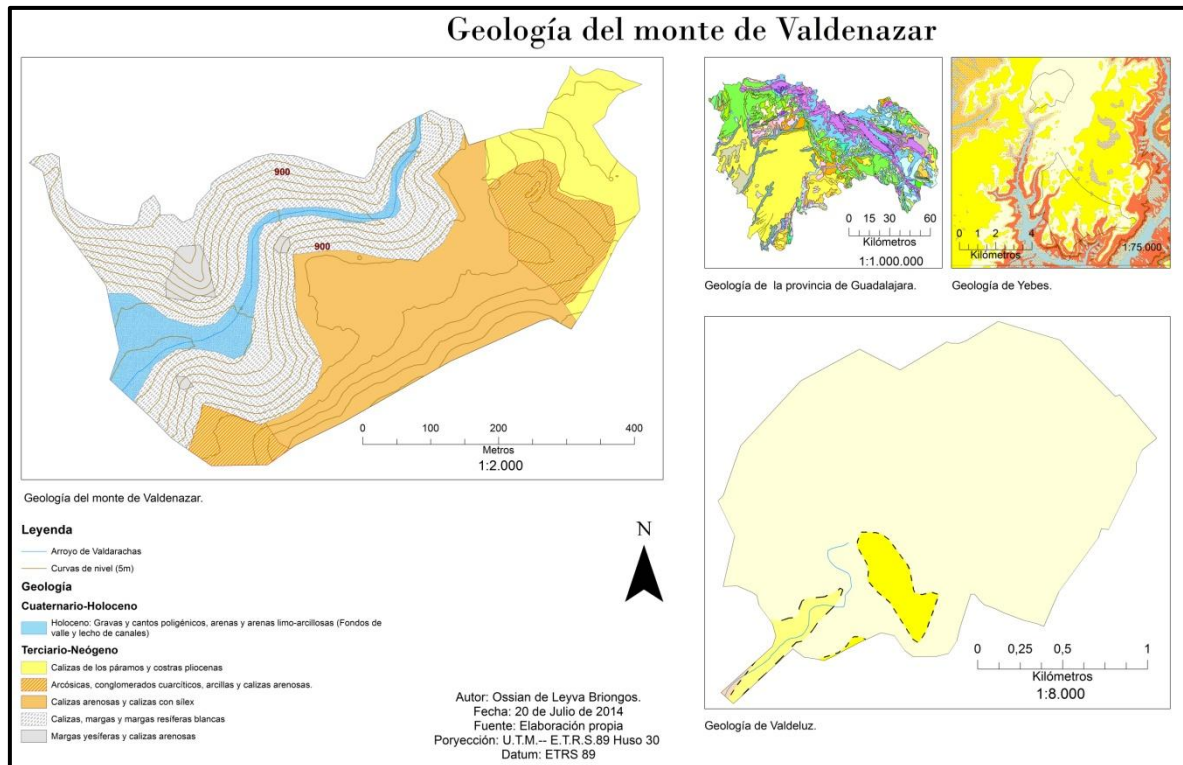 Geología del monte de Valdenazar
900
900
0 100 200 400
Metros
1:2.000
Geología del monte de Valdenazar.
0 15 30 60
Kilómetros
1:1.000.000
Geología de la provincia de Guadalajara.
0 1 2 4
Kilómetros
1:75.000
Geología de Yebes.
Leyenda
Arroyo de Valdarachas
Curvas de nivel (5m)
Geología
Cuaternario-Holoceno
Holoceno: Gravas y cantos poligénicos, arenas y arenas limo-arcillosas (Fondos de
valle y lecho de canales)
Terciario-Neógeno
Calizas de los páramos y costras pliocenas
Arcósicas, conglomerados cuarcíticos, arcillas y calizas arenosas.
Calizas arenosas y calizas con sílex
Calizas, margas y margas resíferas blancas
Margas yesíferas y calizas arenosas
N
Autor: Ossian de Leyva Briongos.
Fecha: 20 de Julio de 2014
Fuente: Elaboración propia
Poryección: U.T.M.-- E.T.R.S.89 Huso 30
Datum: ETRS 89
0 0,25 0,5 1
Kilómetros
1:8.000
Geología de Valdeluz.